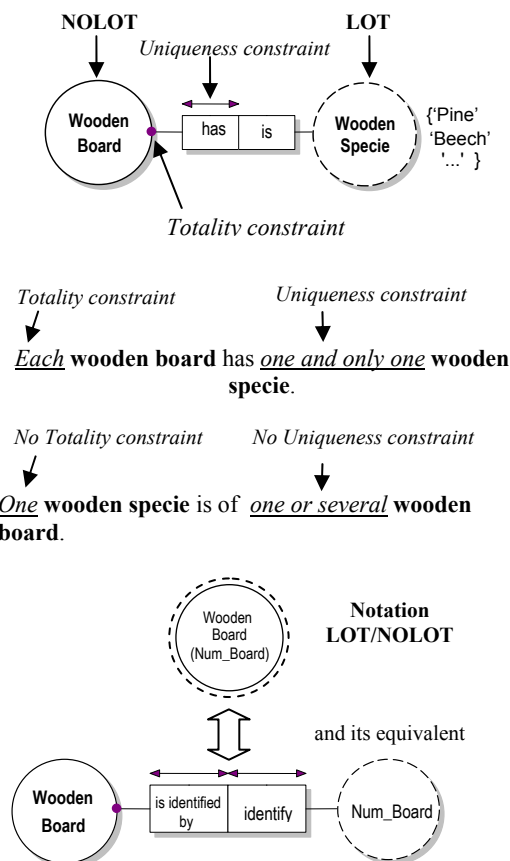 NOLOT LOT
Uniqueness constraint
Wooden Board
has
is
Wooden Specie
{'Pine'
'Beech'
'...' }
Totality constraint
Totality constraint Uniqueness constraint
Each wooden board has one and only one wooden
specie.
No Totality constraint No Uniqueness constraint
One wooden specie is of one or several wooden
board.
Wooden
Board
(Num_Board)
Notation
LOT/NOLOT
and its equivalent
Wooden
Board
is identified
by
identify
Num_Board